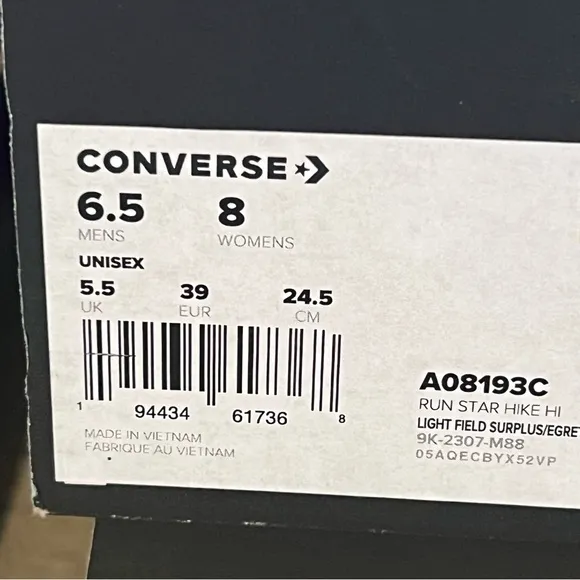 CONVERSE
6.5 8
MENS WOMENS
UNISEX
5.5 39 24.5
UK EUR CM
1 94434 61736 8
MADE IN VIETNAM
FABRIQUE AU VIETNAM
A08193C
RUN STAR HIKE HI
LIGHT FIELD SURPLUS/EGRE
9K-2307-M88
05AQECBYX52VP